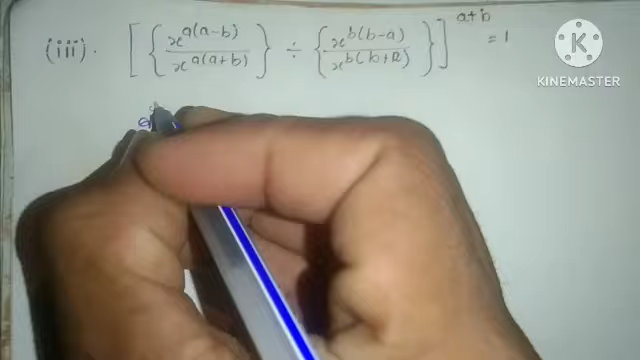 (iii). [ { x^a(a-b) / x^a(a+b) } ÷ { x^b(b-a) / x^b(b+a) } ]^a+b = 1
KINEMASTER